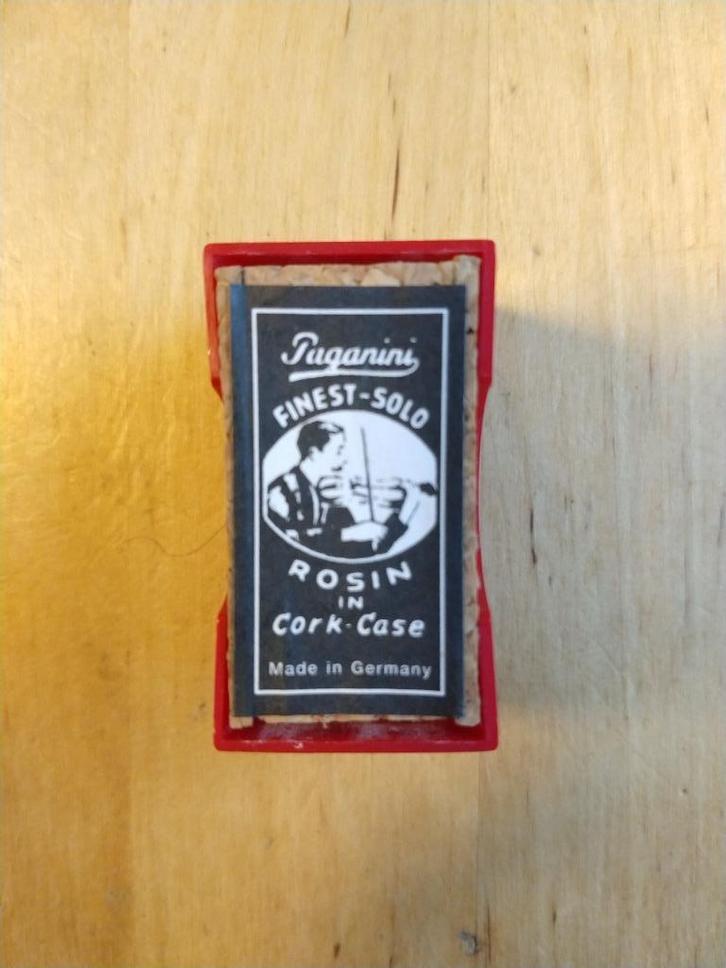 Paganini
FINEST-SOLO
ROSIN
IN
Cork-Case
Made in Germany